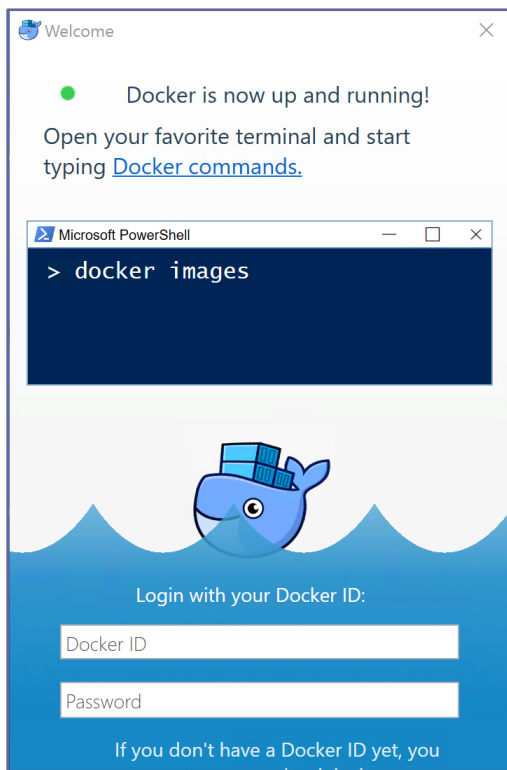 Welcome
Docker is now up and running!
Open your favorite terminal and start
typing Docker commands.
Microsoft PowerShell
> docker images
Login with your Docker ID:
Docker ID
Password
If you don't have a Docker ID yet, you